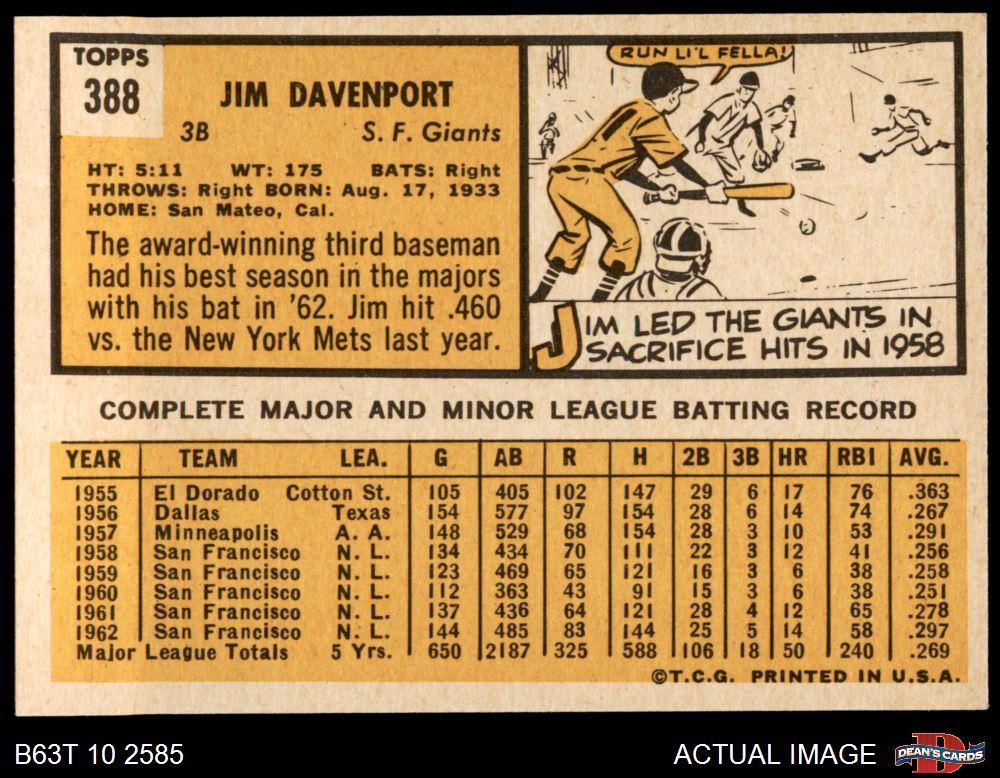 TOPPS
388
JIM DAVENPORT
3B S. F. Giants
HT: 5:11 WT: 175 BATS: Right
THROWS: Right BORN: Aug. 17, 1933
HOME: San Mateo, Cal.
The award-winning third baseman
had his best season in the majors
with his bat in '62. Jim hit .460
vs. the New York Mets last year.
RUN LI'L FELLA!
JIM LED THE GIANTS IN
SACRIFICE HITS IN 1958
COMPLETE MAJOR AND MINOR LEAGUE BATTING RECORD
YEAR TEAM LEA. G AB R H 2B 3B HR RBI AVG.
1955 El Dorado Cotton St. 105 405 102 147 29 6 17 76 .363
1956 Dallas Texas 154 577 97 154 28 6 14 74 .267
1957 Minneapolis A. A. 148 529 68 154 28 3 10 53 .291
1958 San Francisco N. L. 134 434 70 111 22 3 12 41 .256
1959 San Francisco N. L. 123 469 65 121 16 3 6 38 .258
1960 San Francisco N. L. 112 363 43 91 15 3 6 38 .251
1961 San Francisco N. L. 137 436 64 121 28 4 12 65 .278
1962 San Francisco N. L. 144 485 83 144 25 5 14 58 .297
Major League Totals 5 Yrs. 650 2187 325 588 106 18 50 240 .269
©T.C.G. PRINTED IN U.S.A.
B63T 10 2585
ACTUAL IMAGE
DEAN'S CARDS